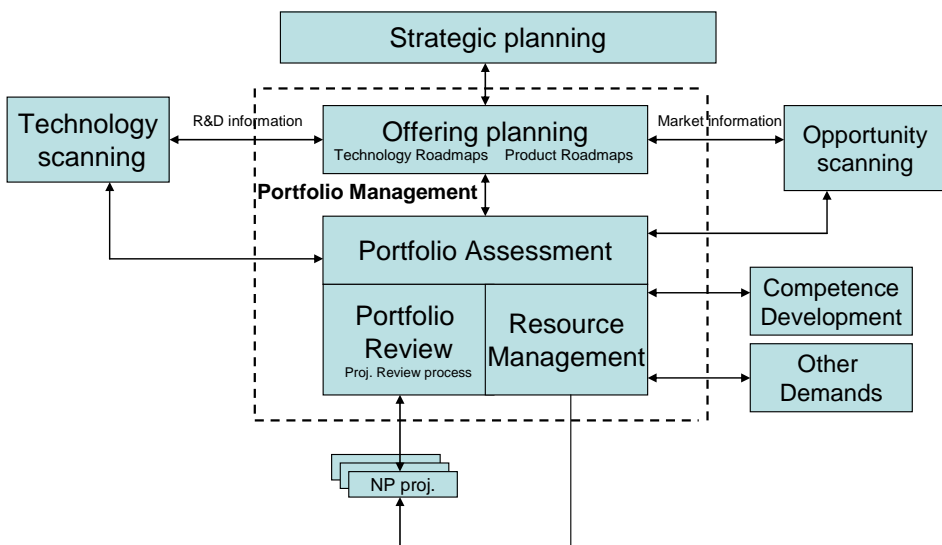 Strategic planning
Technology
scanning
R&D information
Offering planning
Technology Roadmaps Product Roadmaps
Market information
Opportunity
scanning
Portfolio Management
Portfolio Assessment
Portfolio
Review
Proj. Review process
Resource
Management
Competence
Development
Other
Demands
NP proj.